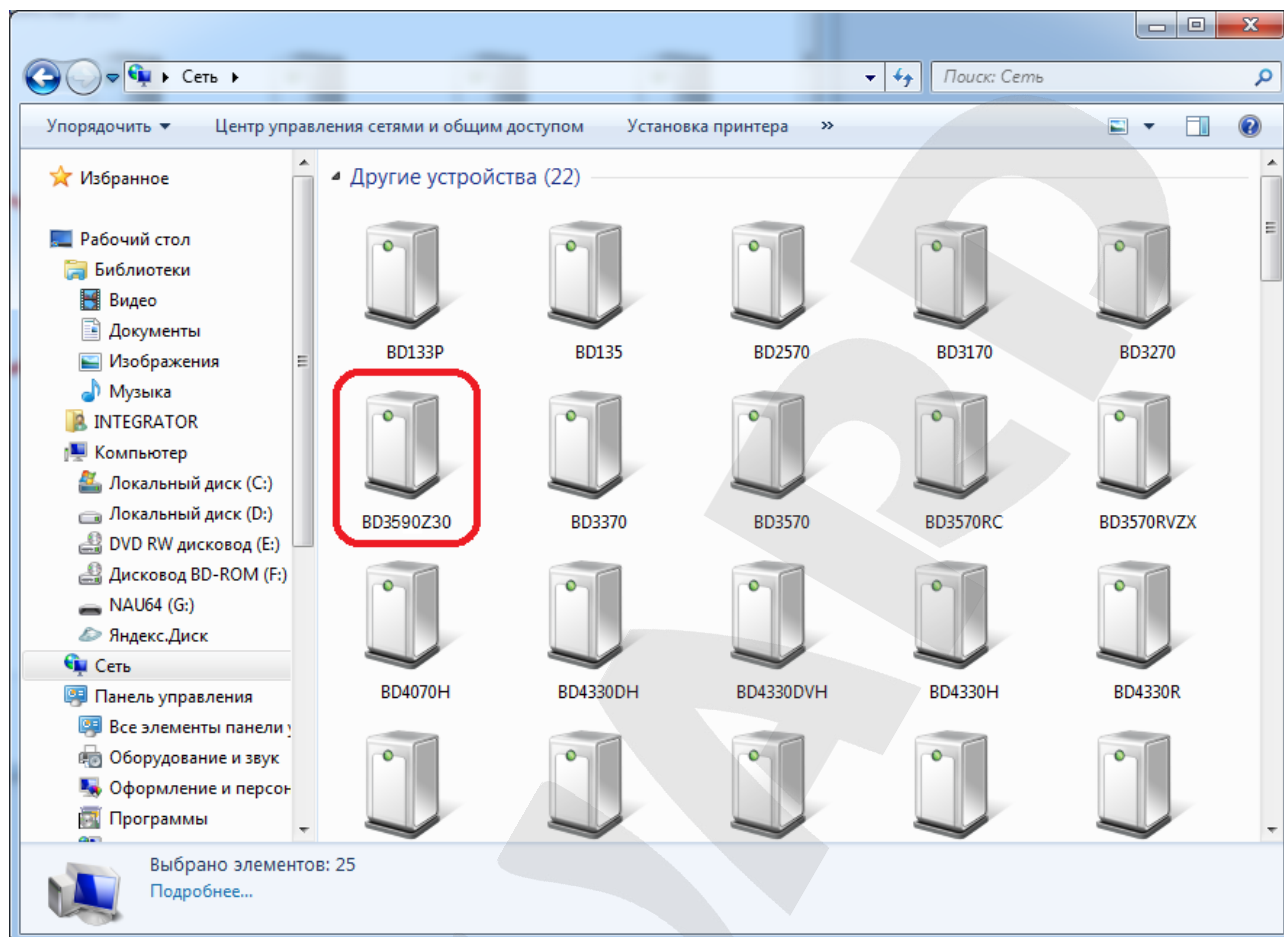 Сеть
Поиск: Сеть
Упорядочить
Центр управления сетями и общим доступом
Установка принтера
»
Избранное
Рабочий стол
Библиотеки
Видео
Документы
Изображения
Музыка
INTEGRATOR
Компьютер
Локальный диск (C:)
Локальный диск (D:)
DVD RW дисковод (E:)
Дисковод BD-ROM (F:)
NAU64 (G:)
Яндекс.Диск
Сеть
Панель управления
Все элементы панели
Оборудование и звук
Оформление и персон
Программы
Другие устройства (22)
BD133P BD135 BD2570 BD3170 BD3270
BD3590Z30 BD3370 BD3570 BD3570RC BD3570RVZX
BD4070H BD4330DH BD4330DVH BD4330H BD4330R
Выбрано элементов: 25
Подробнее...